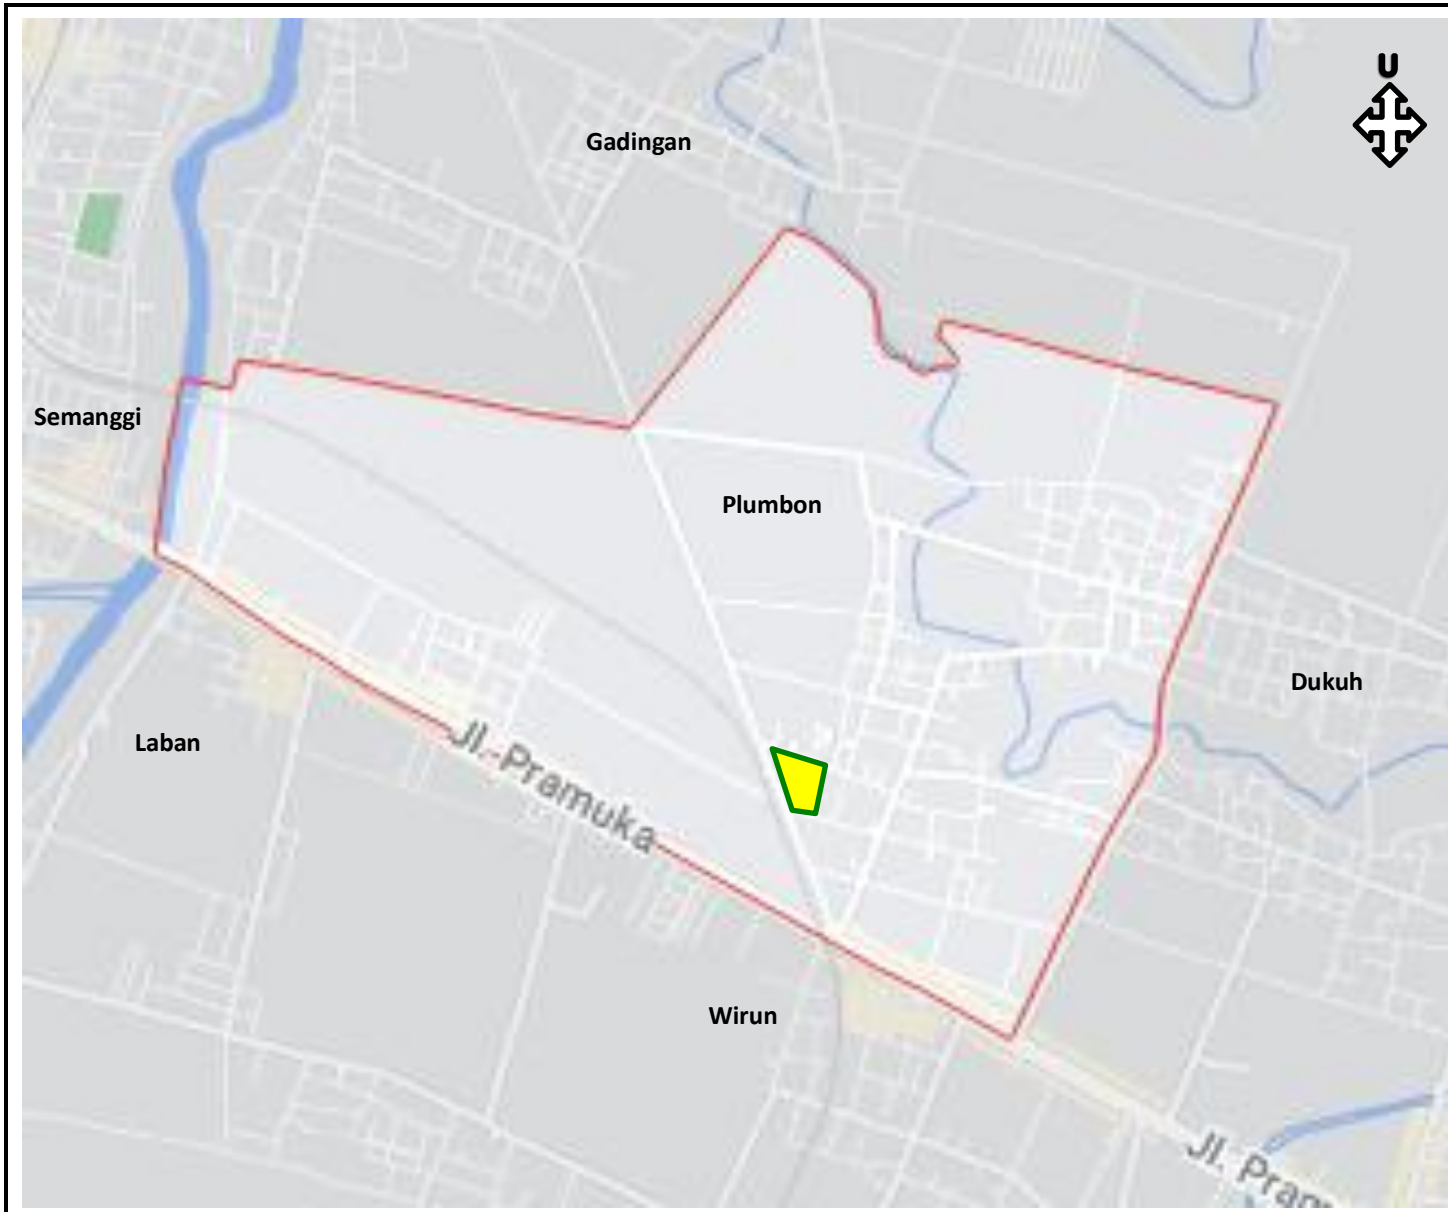 U
Gadingan
Semanggi
Plumbon
Dukuh
Laban
Jl. Pramuka
Wirun
Jl. Pram